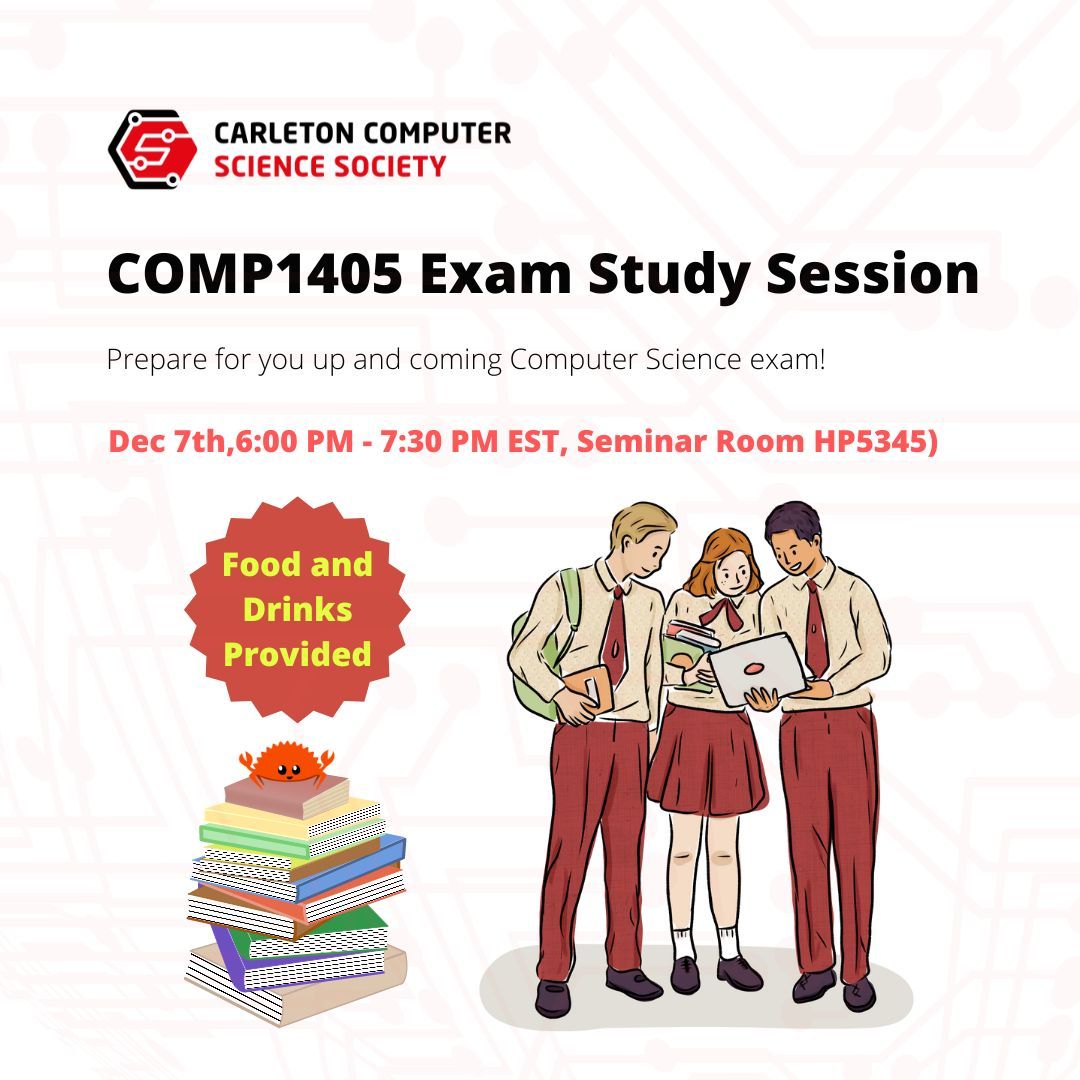 CARLETON COMPUTER
SCIENCE SOCIETY
COMP1405 Exam Study Session
Prepare for you up and coming Computer Science exam!
Dec 7th,6:00 PM - 7:30 PM EST, Seminar Room HP5345)
Food and
Drinks
Provided